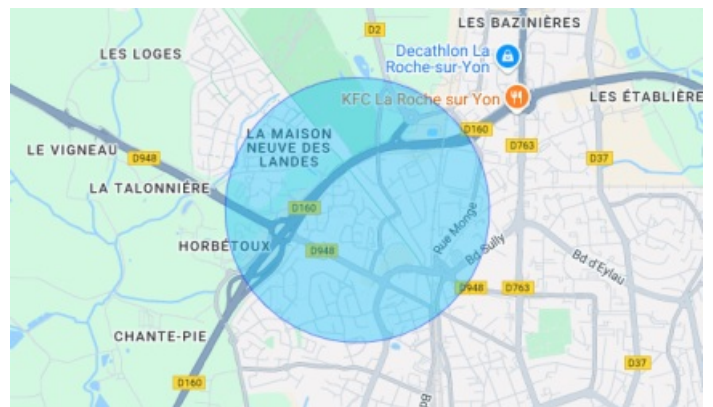 LES BAZINIÈRES
D2
LES LOGES
Decathlon La
Roche-sur-Yon
KFC La Roche sur Yon
LES ÉTABLIÈRE
LA MAISON
NEUVE DES
LANDES
D160
LE VIGNEAU
D948
D763
D37
LA TALONNIÈRE
D160
Rue Monge
HORBÉTOUX
D948
Bd Sully
Bd d'Eylau
D948
D763
CHANTE-PIE
D37
D160